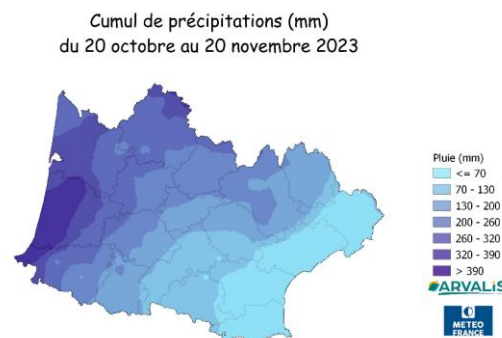 Cumul de précipitations (mm)
du 20 octobre au 20 novembre 2023
Pluie (mm)
<= 70
70 - 130
130 - 200
200 - 260
260 - 320
320 - 390
> 390
ARVALIS
METEO
FRANCE